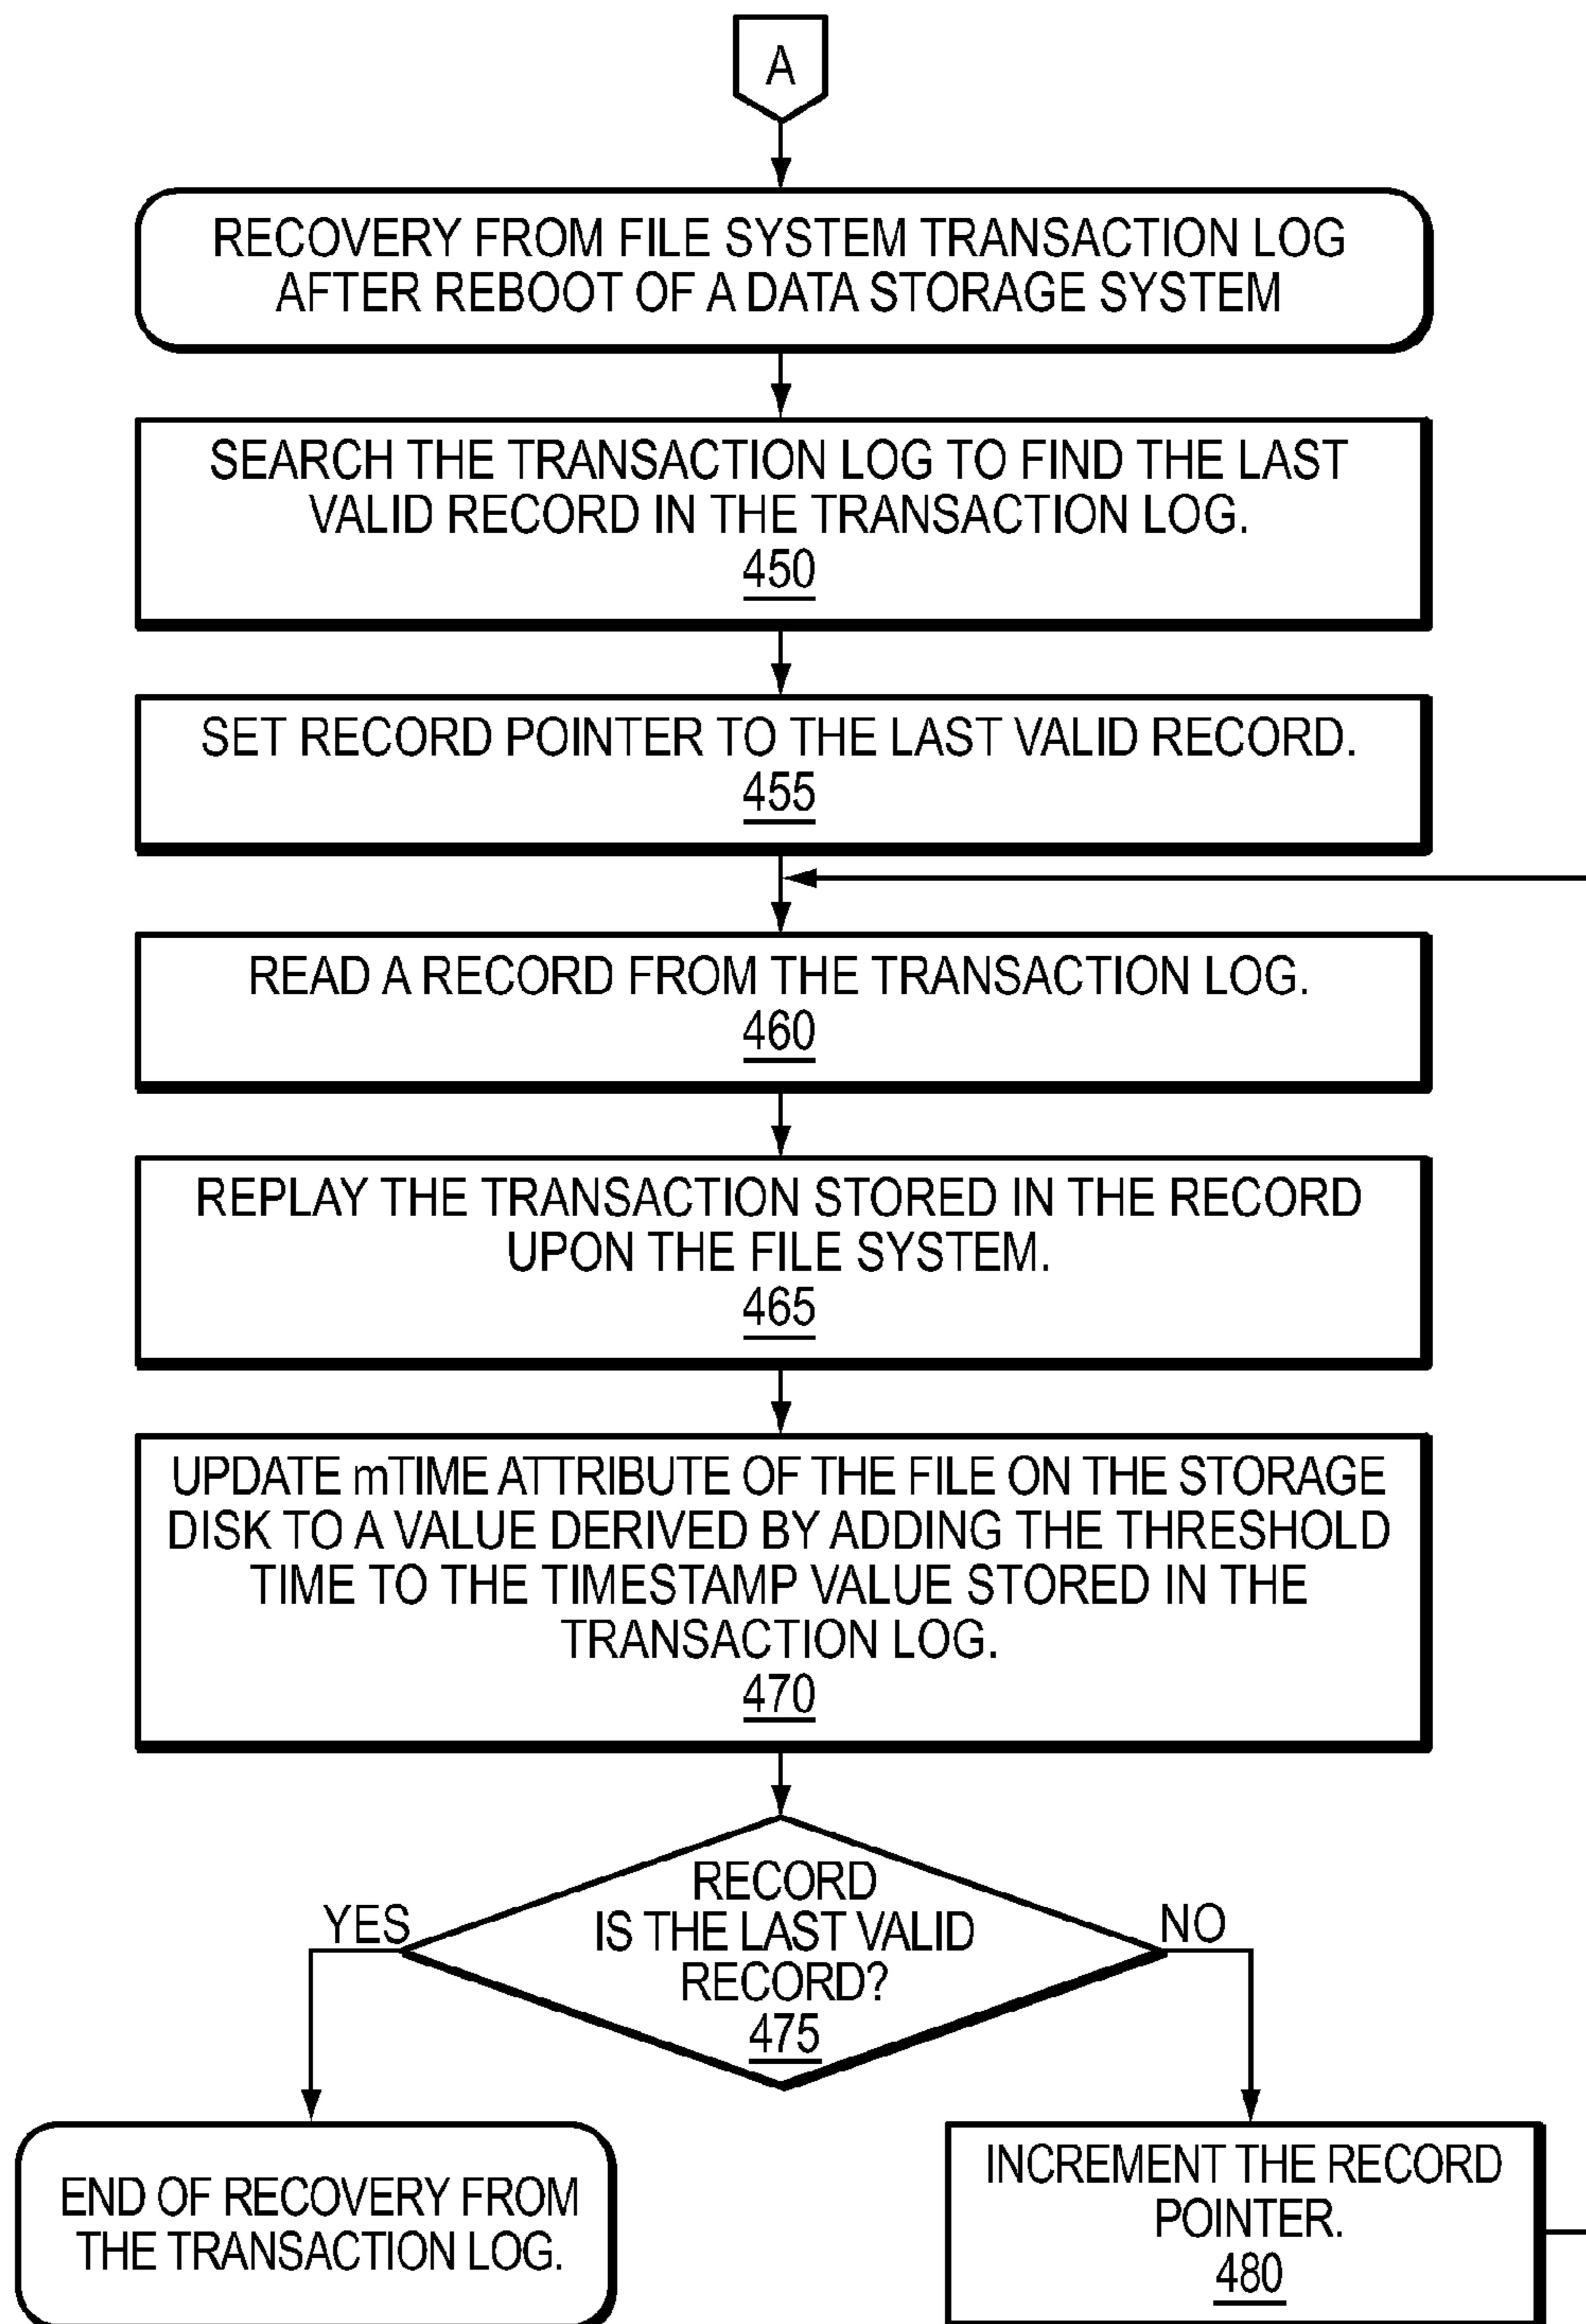 A
RECOVERY FROM FILE SYSTEM TRANSACTION LOG
AFTER REBOOT OF A DATA STORAGE SYSTEM
SEARCH THE TRANSACTION LOG TO FIND THE LAST
VALID RECORD IN THE TRANSACTION LOG.
450
SET RECORD POINTER TO THE LAST VALID RECORD.
455
READ A RECORD FROM THE TRANSACTION LOG.
460
REPLAY THE TRANSACTION STORED IN THE RECORD
UPON THE FILE SYSTEM.
465
UPDATE mTIME ATTRIBUTE OF THE FILE ON THE STORAGE
DISK TO A VALUE DERIVED BY ADDING THE THRESHOLD
TIME TO THE TIMESTAMP VALUE STORED IN THE
TRANSACTION LOG.
470
RECORD
IS THE LAST VALID
RECORD?
475
YES
NO
END OF RECOVERY FROM
THE TRANSACTION LOG.
INCREMENT THE RECORD
POINTER.
480